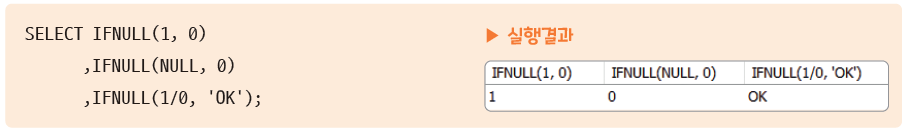 SELECT IFNULL(1, 0)
,IFNULL(NULL, 0)
,IFNULL(1/0, 'OK');
▶ 실행결과
IFNULL(1, 0) IFNULL(NULL, 0) IFNULL(1/0, 'OK')
1 0 OK